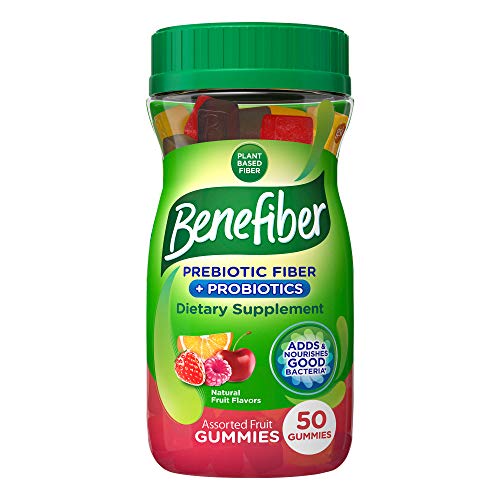 PLANT
BASED
FIBER
Benefiber
PREBIOTIC FIBER
+ PROBIOTICS
Dietary Supplement
ADDS &
NOURISHES
GOOD
BACTERIA*
Natural
Fruit Flavors
Assorted Fruit
GUMMIES
50
GUMMIES